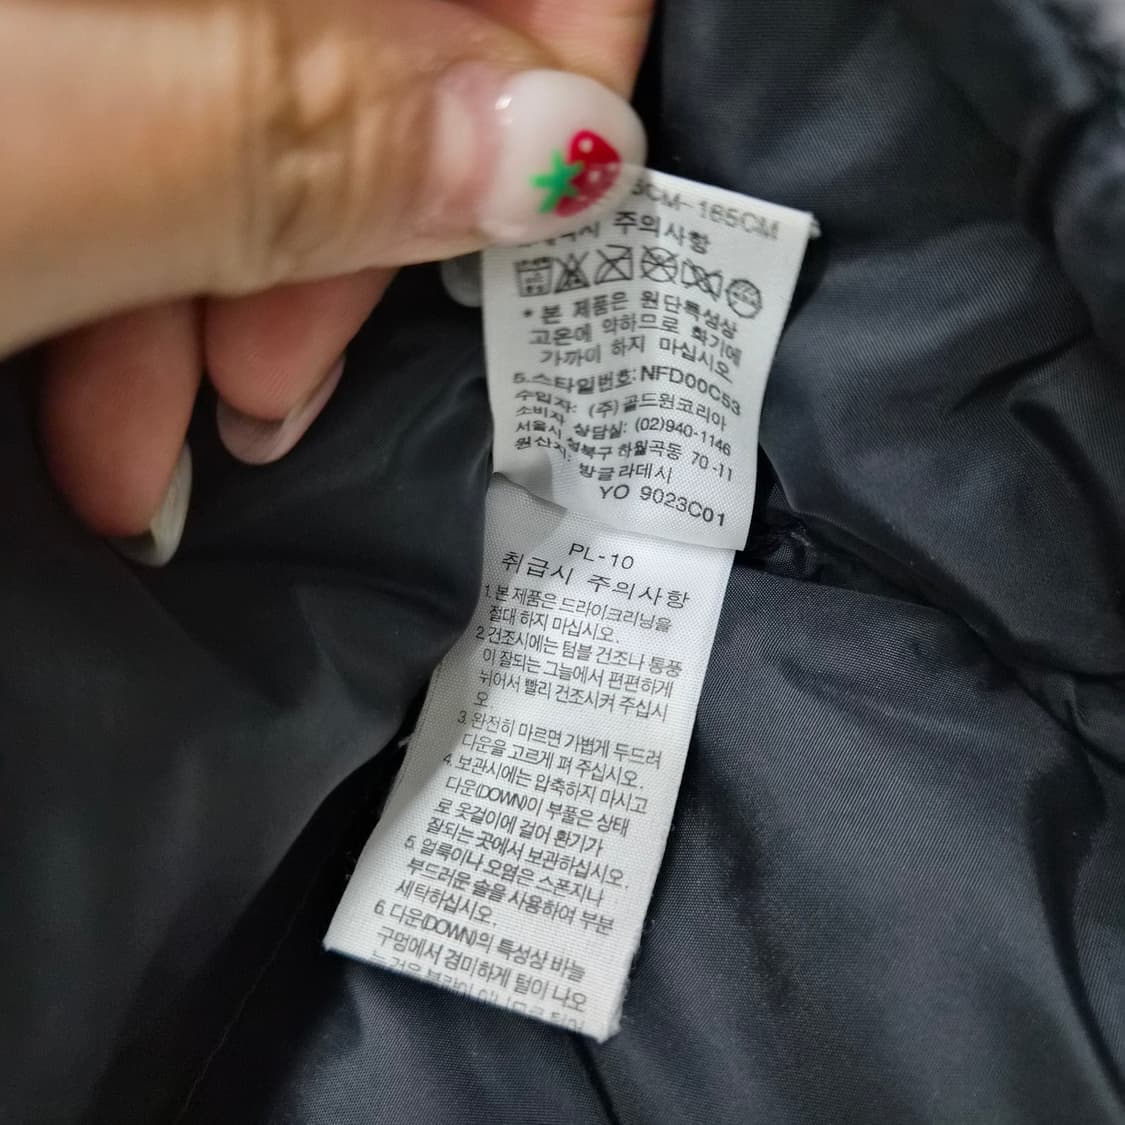 5CM-165CM
주의사항
* 본 제품은 원단특성상
고온에 약하므로 화기에
가까이 하지 마십시오
5.스타일번호:NFD00C53
수입자: (주)골드원코리아
소비자 상담실: (02)940-1146
서울시 성북구 하월곡동 70-11
원산지: 방글라데시
YO 9023C01
PL-10
취급시 주의사항
1. 본 제품은 드라이크리닝을
절대 하지 마십시오.
2.건조시에는 텀블 건조나 통풍
이 잘되는 그늘에서 편편하게
뉘어서 빨리 건조시켜 주십시
오.
3. 완전히 마르면 가볍게 두드려
다운을 고르게 펴 주십시오.
4. 보관시에는 압축하지 마시고
다운(DOWN)이 부풀은 상태
로 옷걸이에 걸어 환기가
잘되는 곳에서 보관하십시오.
5. 얼룩이나 오염은 스폰지나
부드러운 솔을 사용하여 부분
세탁하십시오.
6. 다운(DOWN)의 특성상 바늘
구멍에서 경미하게 털이 나오
는것은 불량이 아니므로